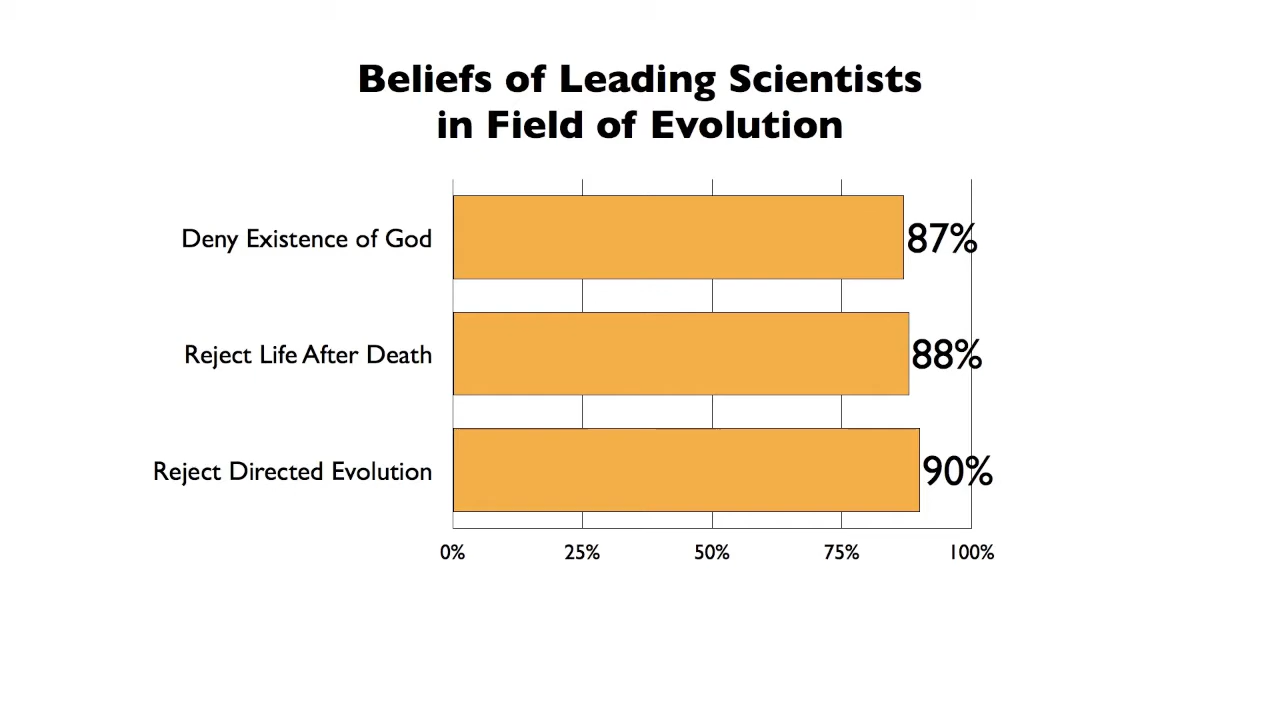 Beliefs of Leading Scientists
in Field of Evolution
Deny Existence of God
87%
Reject Life After Death
88%
Reject Directed Evolution
90%
0% 25% 50% 75% 100%